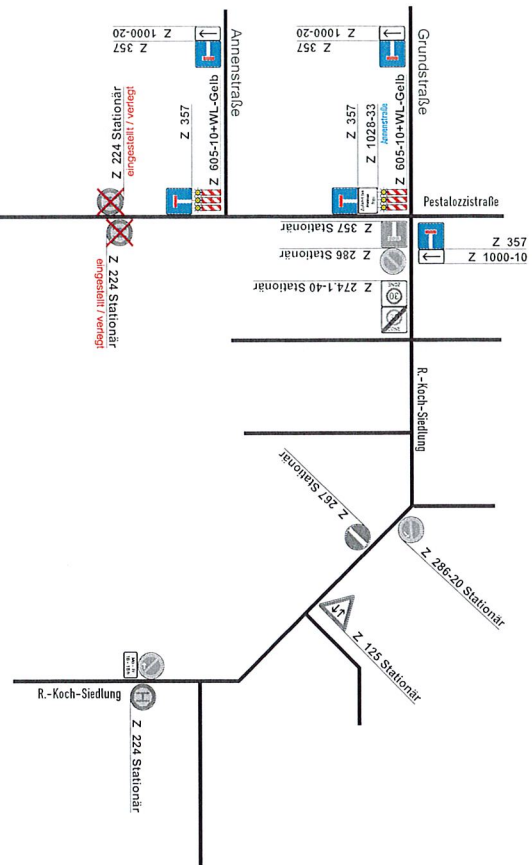 Z 1000-20
Z 357
Annenstraße
Z 1000-20
Z 357
Grundstraße
Z 224 Stationär
eingestellt / verlegt
Z 357
Z 605-10+WL-Gelb
Z 357
Z 1028-33
Annenstraße
Z 605-10+WL-Gelb
Pestalozzistraße
Z 357
Z 1000-10
Z 224 Stationär
eingestellt / verlegt
Z 357 Stationär
Z 286 Stationär
Z 274.1-40 Stationär
30
ZONE
R.-Koch-Siedlung
Z 267 Stationär
Z 286-20 Stationär
Z 125 Stationär
R.-Koch-Siedlung
H
Z 224 Stationär